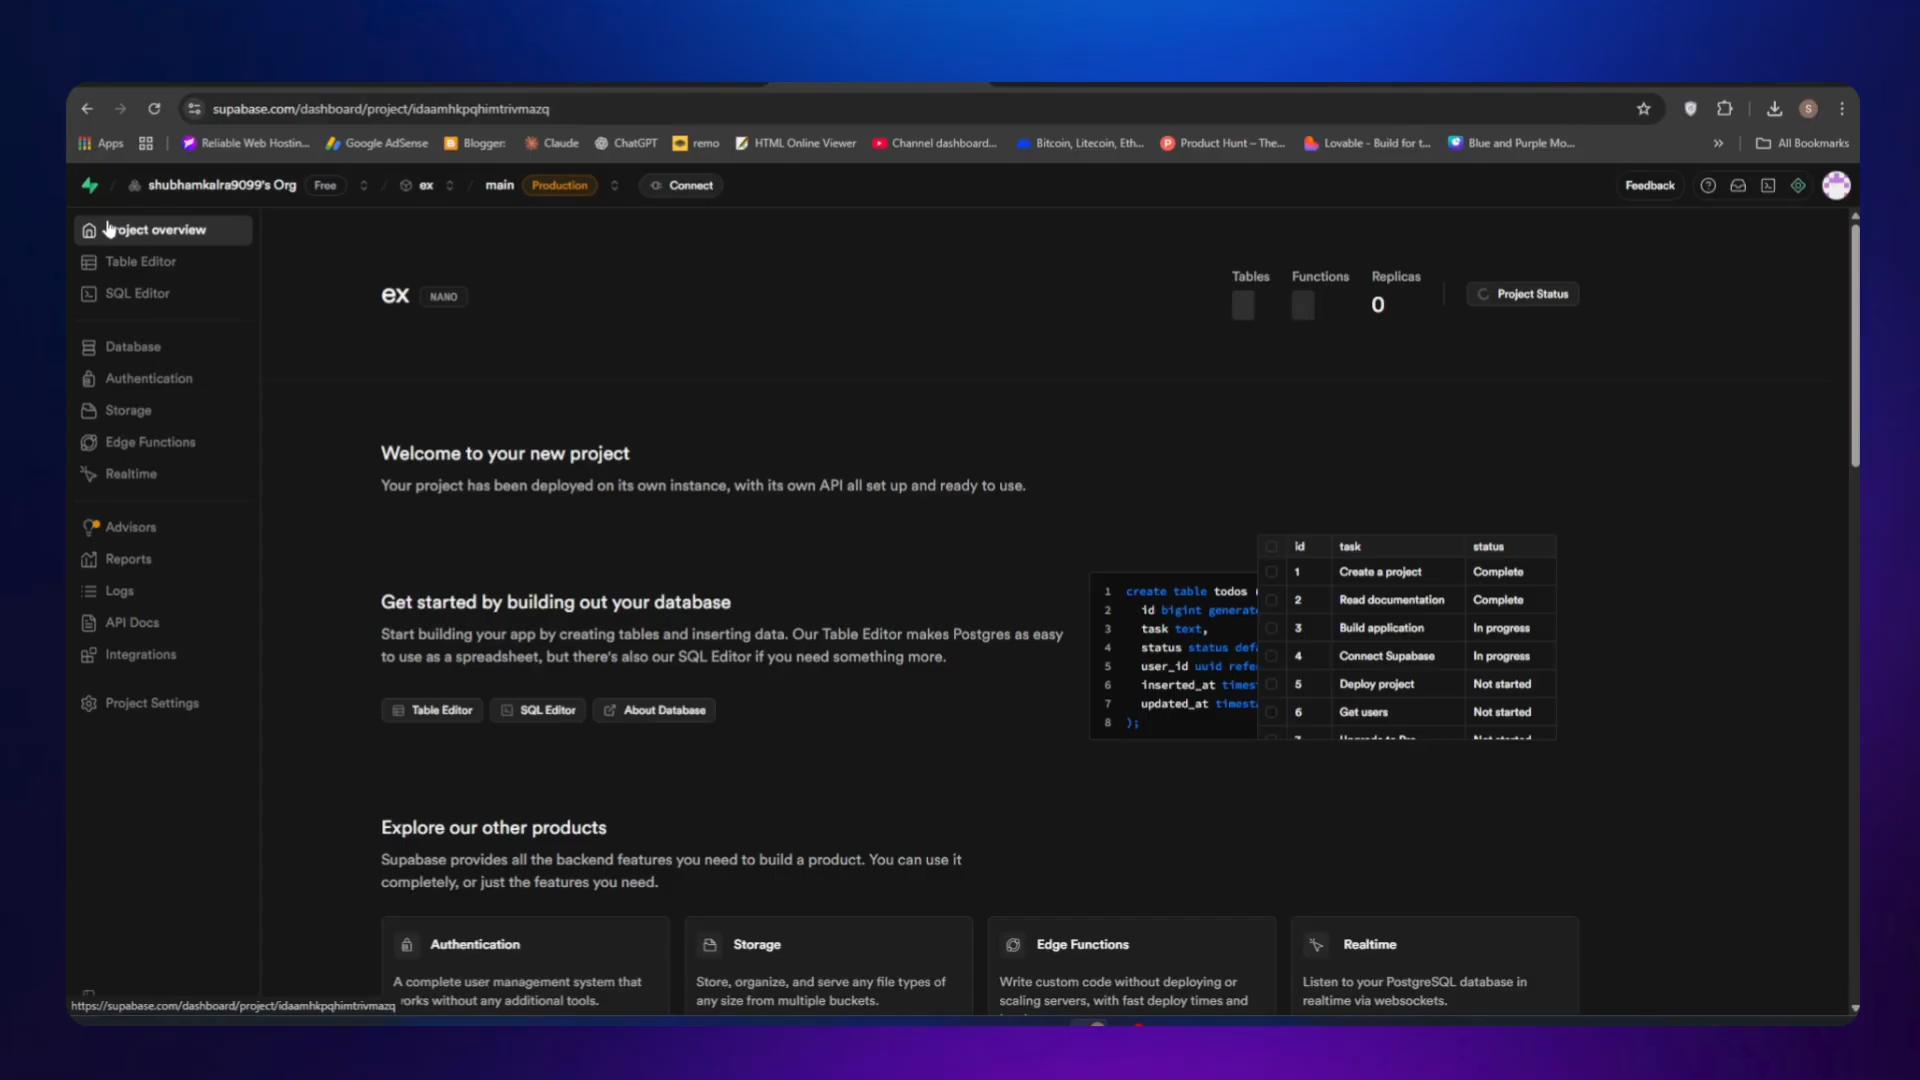 supabase.com/dashboard/project/idaamhkpqhimtrivmazq
S
Apps
Reliable Web Hostin...
Google AdSense
Blogger:
Claude
ChatGPT
remo
HTML Online Viewer
Channel dashboard...
Bitcoin, Litecoin, Eth...
Product Hunt – The...
Lovable - Build for t...
Blue and Purple Mo...
All Bookmarks
shubhamkalra9099's Org
Free
ex
main
Production
Connect
Feedback
Project overview
Table Editor
SQL Editor
Database
Authentication
Storage
Edge Functions
Realtime
Advisors
Reports
Logs
API Docs
Integrations
Project Settings
ex
NANO
Tables
Functions
Replicas
0
Project Status
Welcome to your new project
Your project has been deployed on its own instance, with its own API all set up and ready to use.
Get started by building out your database
Start building your app by creating tables and inserting data. Our Table Editor makes Postgres as easy
to use as a spreadsheet, but there's also our SQL Editor if you need something more.
Table Editor
SQL Editor
About Database
1 create table todos (
2 id bigint generate
3 task text,
4 status status def
5 user_id uuid refe
6 inserted_at times
7 updated_at timest
8 );
id task status
1 Create a project Complete
2 Read documentation Complete
3 Build application In progress
4 Connect Supabase In progress
5 Deploy project Not started
6 Get users Not started
7 Upgrade to Pro Not started
Explore our other products
Supabase provides all the backend features you need to build a product. You can use it
completely, or just the features you need.
Authentication
A complete user management system that
works without any additional tools.
Storage
Store, organize, and serve any file types of
any size from multiple buckets.
Edge Functions
Write custom code without deploying or
scaling servers, with fast deploy times and
Realtime
Listen to your PostgreSQL database in
realtime via websockets.
https://supabase.com/dashboard/project/idaamhkpqhimtrivmazq